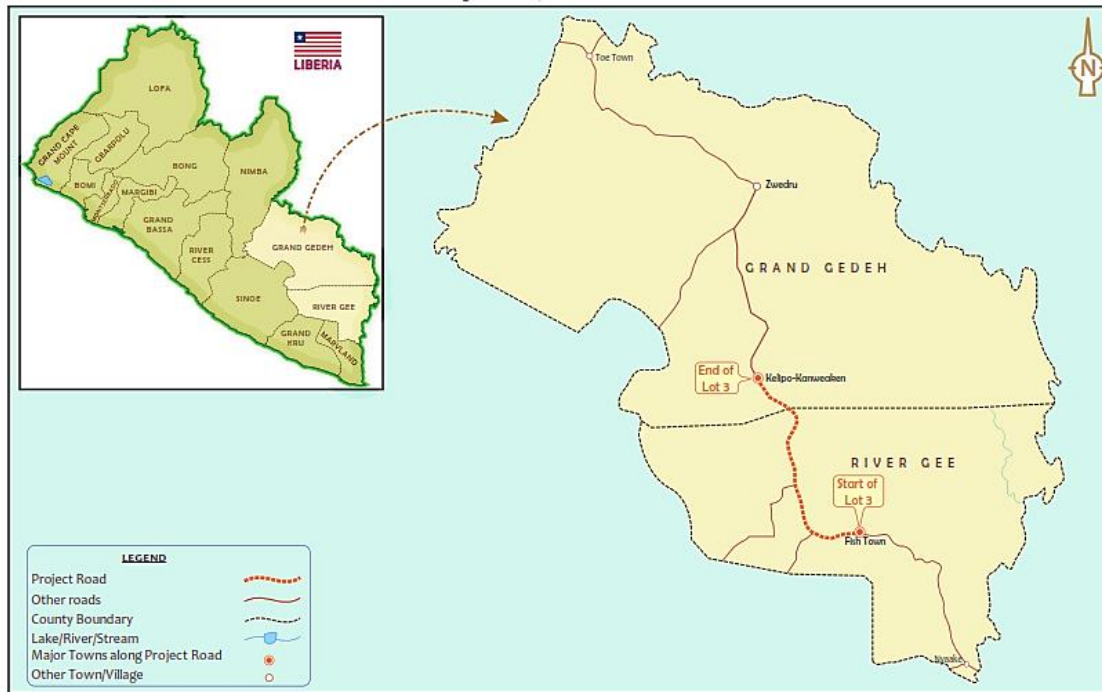 LIBERIA
LOFA
GRAND CAPE
MOUNT
GBARPOLU
BONG
NIMBA
BOMI
MONTSERRADO
MARGIBI
GRAND
BASSA
RIVER
CESS
GRAND GEDEH
SINOE
RIVER GEE
GRAND
KRU
MARYLAND
N
Toe Town
Zwedru
GRAND GEDEH
End of
Lot 3
Kelipo-Kanweaken
RIVER GEE
Start of
Lot 3
Fish Town
Nyaake
LEGEND
Project Road
Other roads
County Boundary
Lake/River/Stream
Major Towns along Project Road
Other Town/Village